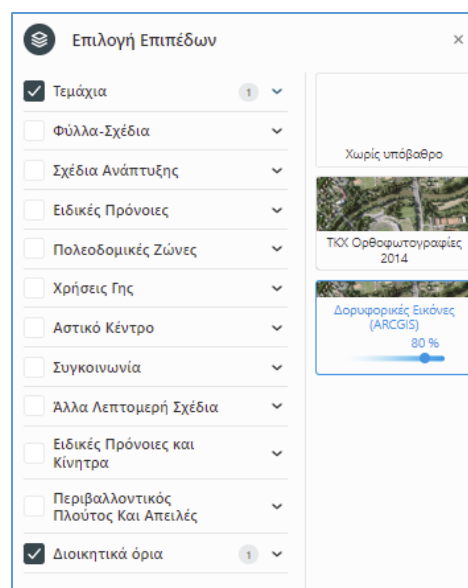 Επιλογή Επιπέδων
Τεμάχια 1
Φύλλα-Σχέδια
Σχέδια Ανάπτυξης
Ειδικές Πρόνοιες
Πολεοδομικές Ζώνες
Χρήσεις Γης
Αστικό Κέντρο
Συγκοινωνία
Άλλα Λεπτομερή Σχέδια
Ειδικές Πρόνοιες και
Κίνητρα
Περιβαλλοντικός
Πλούτος Και Απειλές
Διοικητικά όρια 1
Χωρίς υπόβαθρο
ΤΚΧ Ορθοφωτογραφίες
2014
Δορυφορικές Εικόνες
(ARCGIS)
80 %